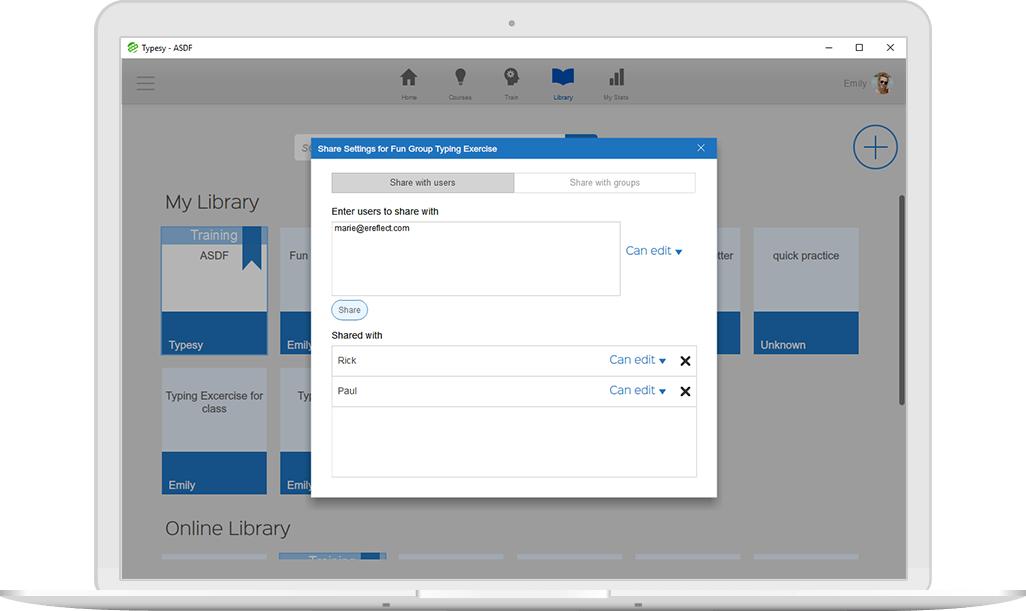 Typesy - ASDF
Home
Courses
Train
Library
My Stats
Emily
Share Settings for Fun Group Typing Exercise
Share with users
Share with groups
Enter users to share with
marie@ereflect.com
Can edit
Share
Shared with
Rick
Can edit
Paul
Can edit
My Library
Training
ASDF
Typesy
Fun
Emily
tter
quick practice
Unknown
Typing Excercise for
class
Emily
Ty
Emily
Online Library
Training